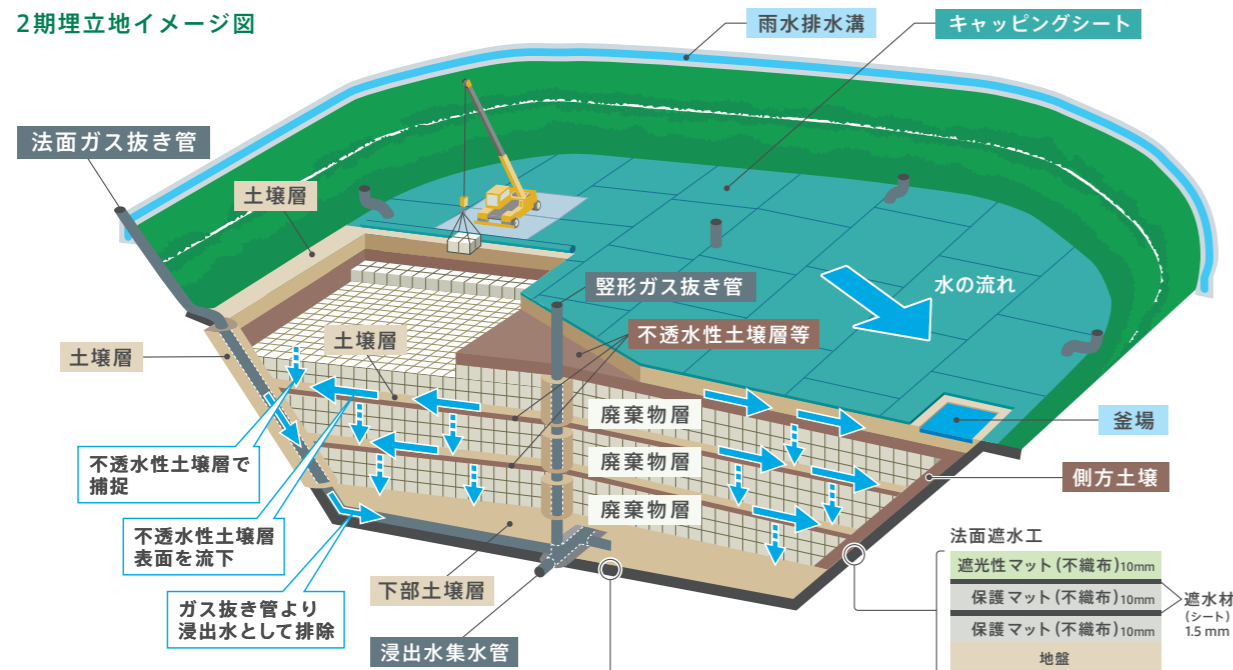 2期埋立地イメージ図
雨水排水溝
キャッピングシート
法面ガス抜き管
土壌層
竪形ガス抜き管
水の流れ
土壌層
土壌層
不透水性土壌層等
廃棄物層
釜場
不透水性土壌層で
捕捉
廃棄物層
側方土壌
廃棄物層
不透水性土壌層
表面を流下
法面遮水工
遮光性マット(不織布)10mm
保護マット(不織布)10mm
保護マット(不織布)10mm
地盤
遮水材
(シート)
1.5 mm
下部土壌層
ガス抜き管より
浸出水として排除
浸出水集水管